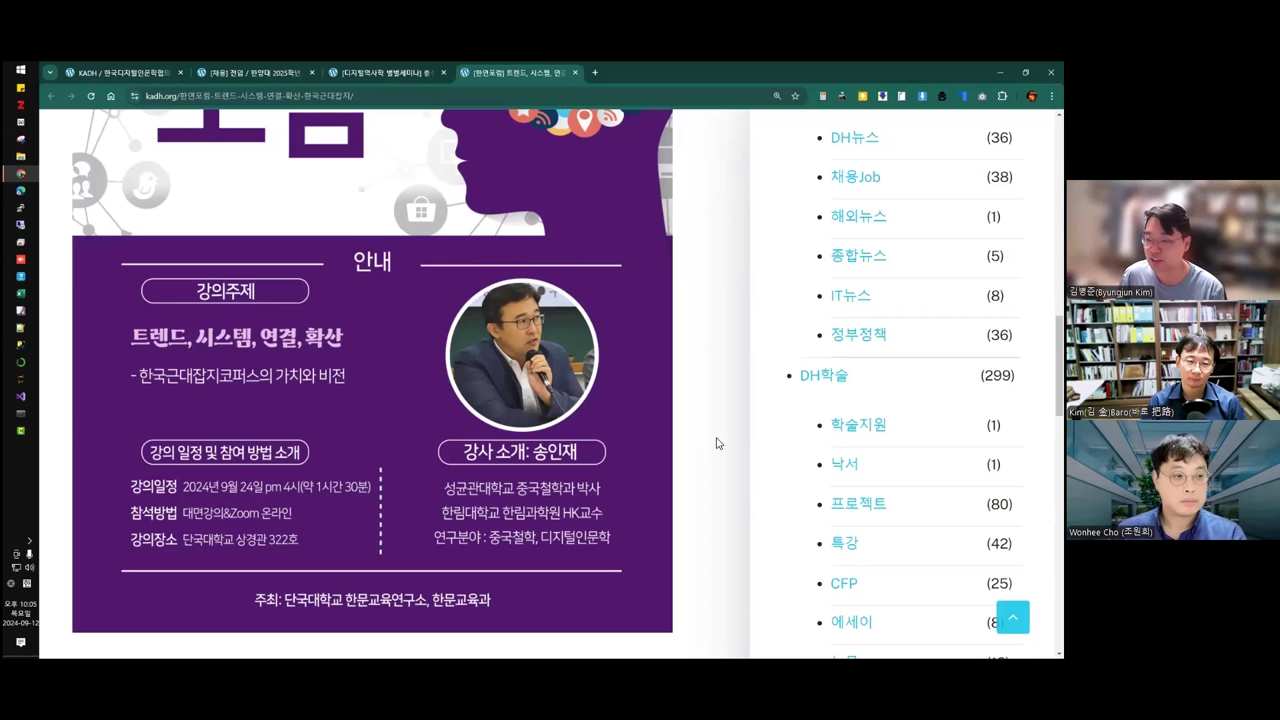 KADH / 한국디지털인문학협의
[채용] 전임 / 한양대 2025학년
[디지털역사학 별별세미나] 총
[한연포럼] 트렌드, 시스템, 연결
kadh.org/한연포럼-트렌드-시스템-연결-확산-한국근대잡지/
안내
강의주제
트렌드, 시스템, 연결, 확산
- 한국근대잡지코퍼스의 가치와 비전
강의 일정 및 참여 방법 소개
강의일정 2024년 9월 24일 pm 4시(약 1시간 30분)
참석방법 대면강의&Zoom 온라인
강의장소 단국대학교 상경관 322호
강사 소개: 송인재
성균관대학교 중국철학과 박사
한림대학교 한림과학원 HK교수
연구분야 : 중국철학, 디지털인문학
주최: 단국대학교 한문교육연구소, 한문교육과
DH뉴스 (36)
채용Job (38)
해외뉴스 (1)
종합뉴스 (5)
IT뉴스 (8)
정부정책 (36)
DH학술 (299)
학술지원 (1)
낙서 (1)
프로젝트 (80)
특강 (42)
CFP (25)
에세이
김병준(Byungjun Kim)
Kim(김 金)Baro(바로 把路)
Wonhee Cho (조원희)
오후 10:05
목요일
2024-09-12